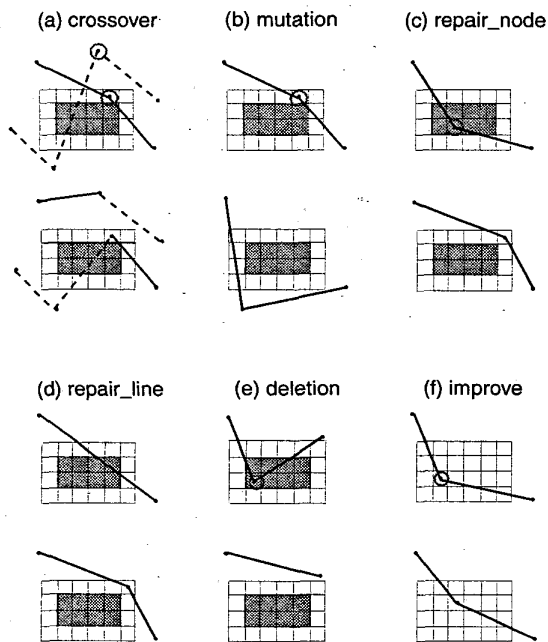 (a) crossover
(b) mutation
(c) repair_node
(d) repair_line
(e) deletion
(f) improve